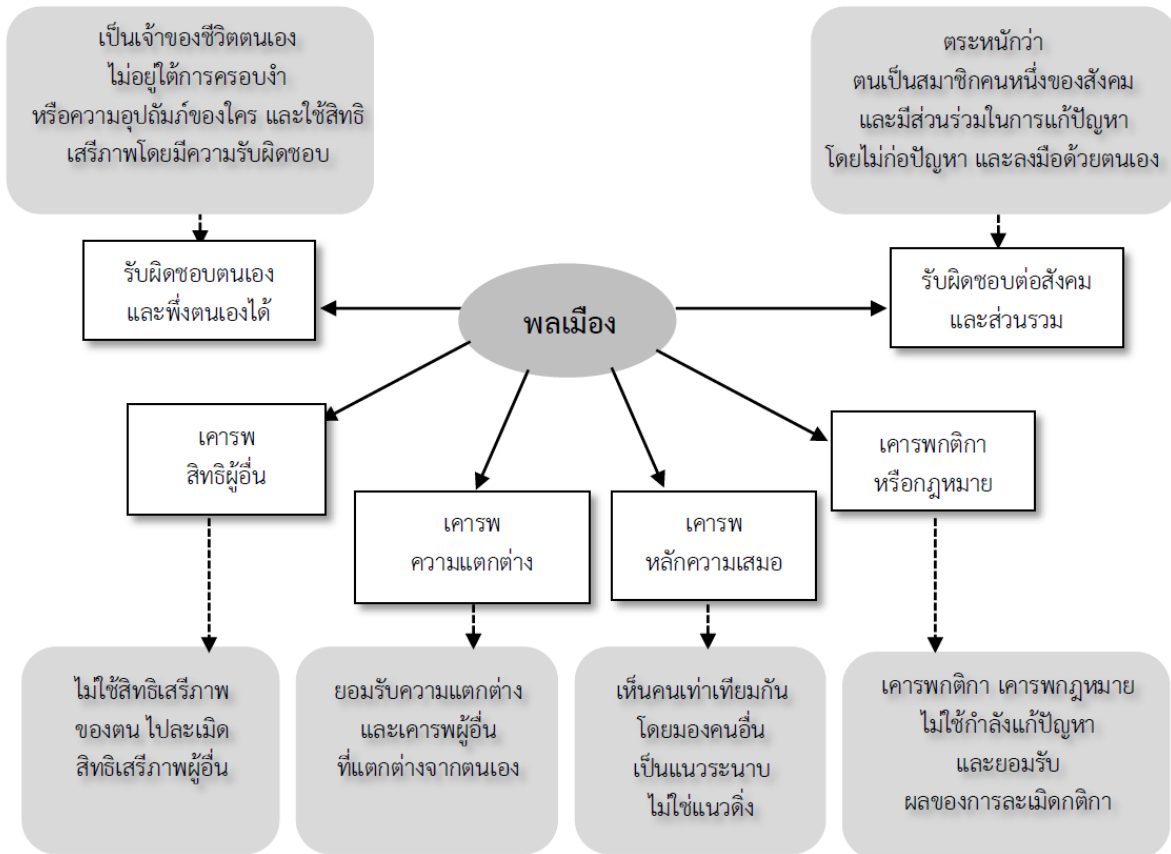 เป็นเจ้าของชีวิตตนเอง
ไม่อยู่ใต้การครอบงำ
หรือความอุปถัมภ์ของใคร และใช้สิทธิ
เสรีภาพโดยมีความรับผิดชอบ
ตระหนักว่า
ตนเป็นสมาชิกคนหนึ่งของสังคม
และมีส่วนร่วมในการแก้ปัญหา
โดยไม่ก่อปัญหา และลงมือด้วยตนเอง
รับผิดชอบตนเอง
และพึ่งตนเองได้
พลเมือง
รับผิดชอบต่อสังคม
และส่วนรวม
เคารพ
สิทธิผู้อื่น
เคารพ
ความแตกต่าง
เคารพ
หลักความเสมอ
เคารพกติกา
หรือกฎหมาย
ไม่ใช้สิทธิเสรีภาพ
ของตน ไปละเมิด
สิทธิเสรีภาพผู้อื่น
ยอมรับความแตกต่าง
และเคารพผู้อื่น
ที่แตกต่างจากตนเอง
เห็นคนเท่าเทียมกัน
โดยมองคนอื่น
เป็นแนวระนาบ
ไม่ใช่แนวดิ่ง
เคารพกติกา เคารพกฎหมาย
ไม่ใช้กำลังแก้ปัญหา
และยอมรับ
ผลของการละเมิดกติกา